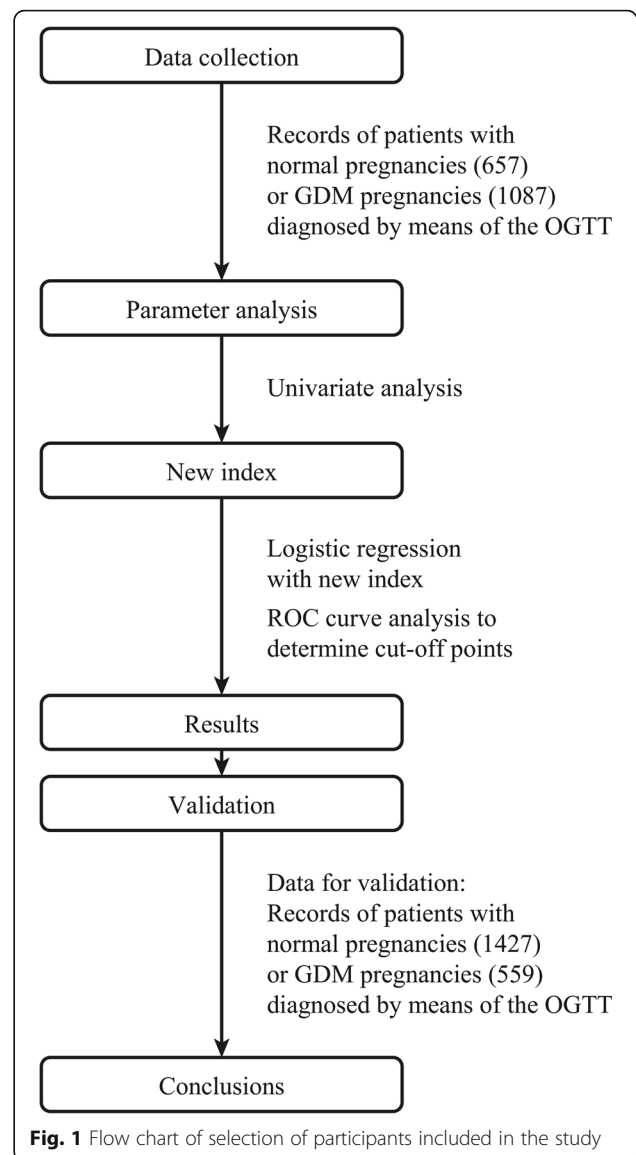 Data collection
Records of patients with
normal pregnancies (657)
or GDM pregnancies (1087)
diagnosed by means of the OGTT
Parameter analysis
Univariate analysis
New index
Logistic regression
with new index
ROC curve analysis to
determine cut-off points
Results
Validation
Data for validation:
Records of patients with
normal pregnancies (1427)
or GDM pregnancies (559)
diagnosed by means of the OGTT
Conclusions
Fig. 1 Flow chart of selection of participants included in the study